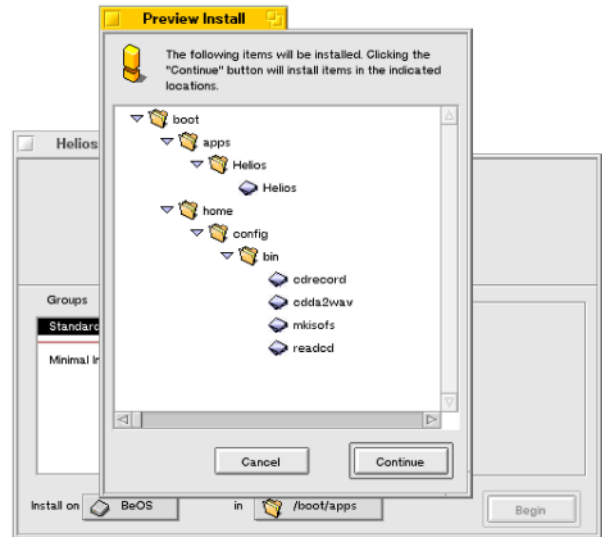 Preview Install
The following items will be installed. Clicking the
"Continue" button will install items in the indicated
locations.
boot
apps
Helios
Helios
home
config
bin
cdrecord
cdda2wav
mkisofs
readcd
Cancel
Continue
Helios
Groups
Standard
Minimal In
Install on
BeOS
in
/boot/apps
Begin